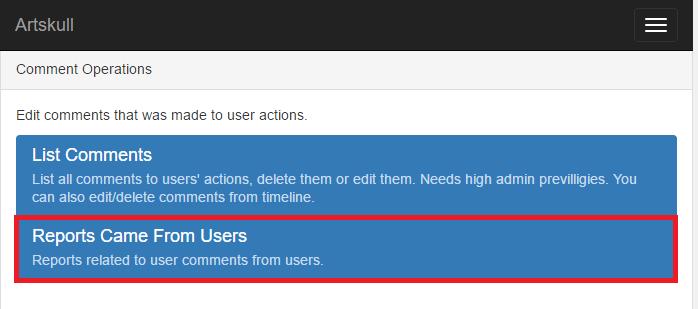 Artskull
Comment Operations
Edit comments that was made to user actions.
List Comments
List all comments to users' actions, delete them or edit them. Needs high admin previlligies. You
can also edit/delete comments from timeline.
Reports Came From Users
Reports related to user comments from users.